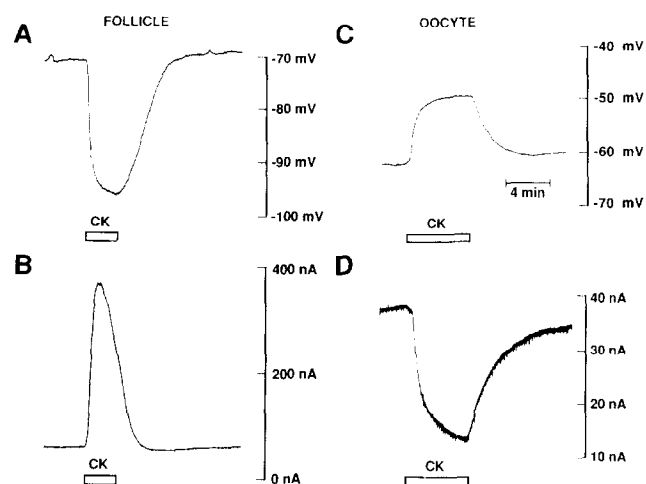 FOLLICLE
A
-70 mV
-80 mV
-90 mV
-100 mV
CK
B
400 nA
200 nA
0 nA
CK
OOCYTE
C
-40 mV
-50 mV
-60 mV
-70 mV
4 min
CK
D
40 nA
30 nA
20 nA
10 nA
CK